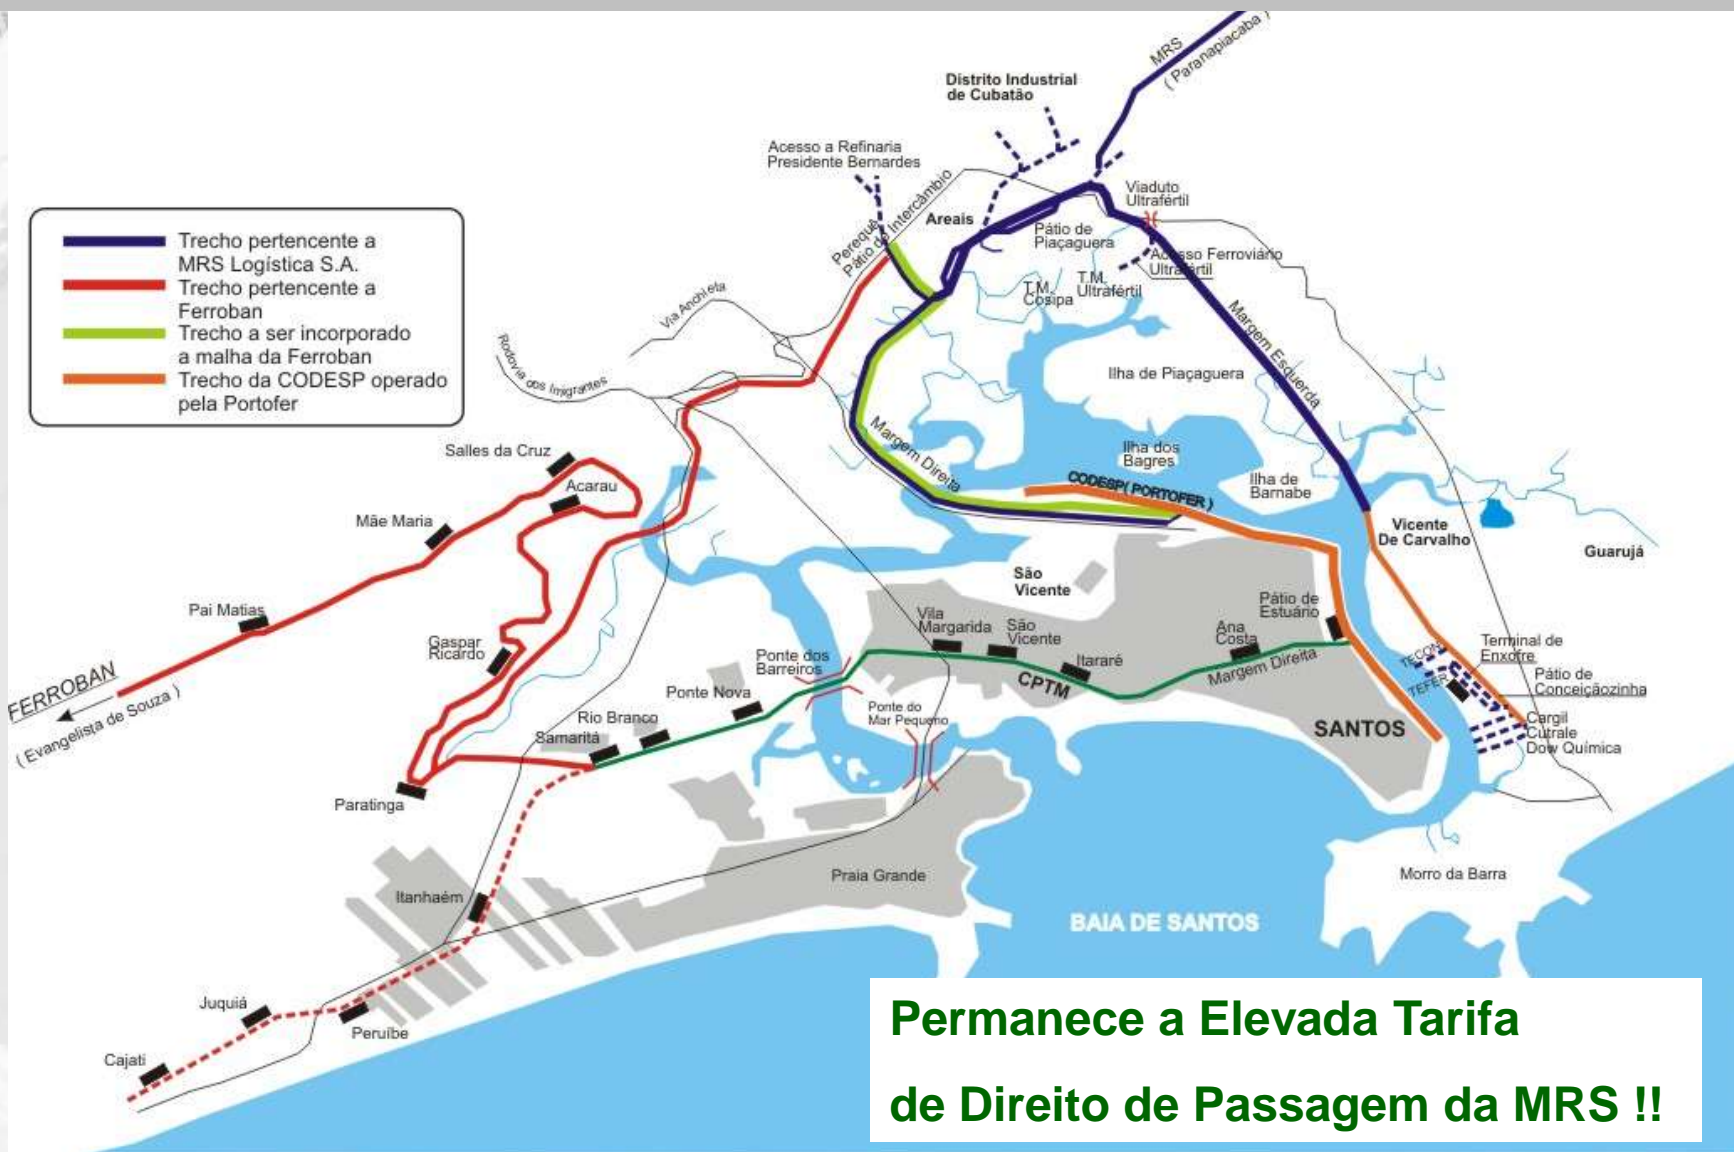 MRS
( Paranapiacaba )
Distrito Industrial
de Cubatão
Acesso a Refinaria
Presidente Bernardes
Perequê
Pátio de Intercâmbio
Areais
Viaduto
Ultrafértil
Pátio de
Piaçaguera
Acesso Ferroviário
Ultrafértil
T.M.
Cosipa
T.M.
Ultrafértil
Trecho pertencente a
MRS Logística S.A.
Trecho pertencente a
Ferroban
Trecho a ser incorporado
a malha da Ferroban
Trecho da CODESP operado
pela Portofer
Via Anchieta
Rodovia dos Imigrantes
Margem Esquerda
Ilha de Piaçaguera
Margem Direita
Ilha dos
Bagres
CODESP( PORTOFER )
Ilha de
Barnabe
Salles da Cruz
Acarau
Mãe Maria
Vicente
De Carvalho
Guarujá
São
Vicente
Pai Matias
Gaspar
Ricardo
Vila
Margarida
São
Vicente
Itararé
Ana
Costa
Pátio de
Estuário
Margem Direita
CPTM
Ponte dos
Barreiros
Ponte Nova
Rio Branco
Samaritá
Ponte do
Mar Pequeno
TECON
TEFER
Terminal de
Enxofre
Pátio de
Conceiçãozinha
Cargil
Cutrale
Dow Química
SANTOS
FERROBAN
( Evangelista de Souza )
Paratinga
Itanhaém
Praia Grande
Morro da Barra
BAIA DE SANTOS
Juquiá
Peruíbe
Cajati
Permanece a Elevada Tarifa
de Direito de Passagem da MRS !!